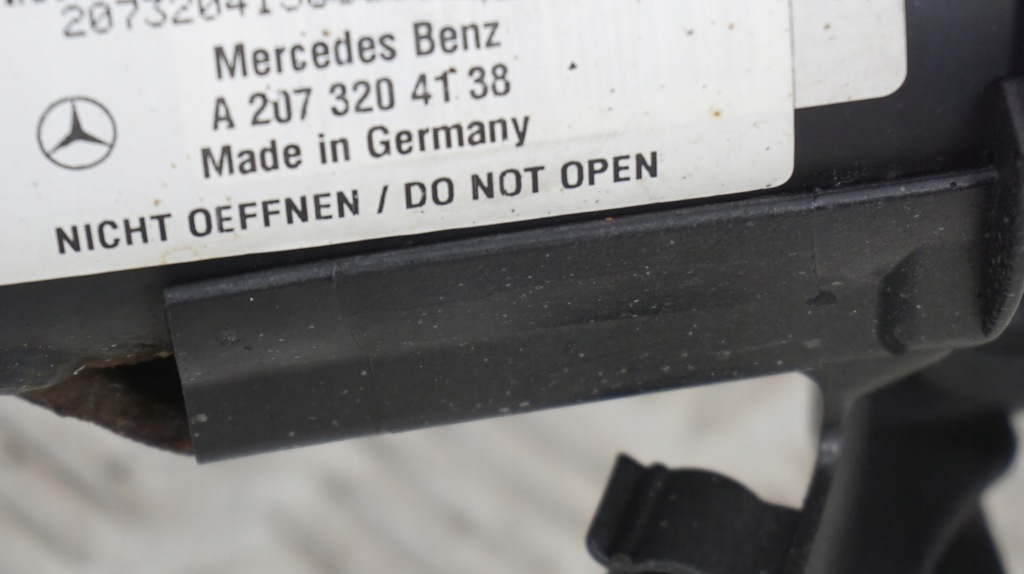 Mercedes Benz
A 207 320 41 38
Made in Germany
NICHT OEFFNEN / DO NOT OPEN